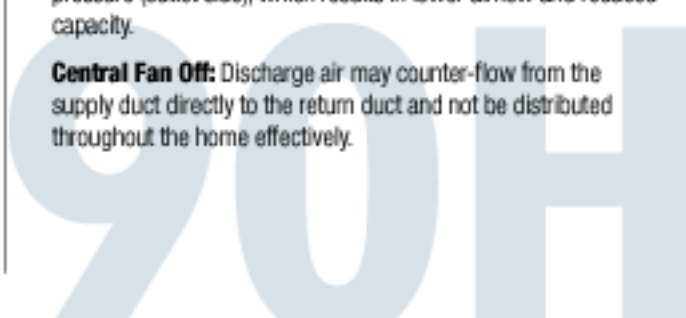 capacity.
Central Fan Off: Discharge air may counter-flow from the
supply duct directly to the return duct and not be distributed
throughout the home effectively.
90H